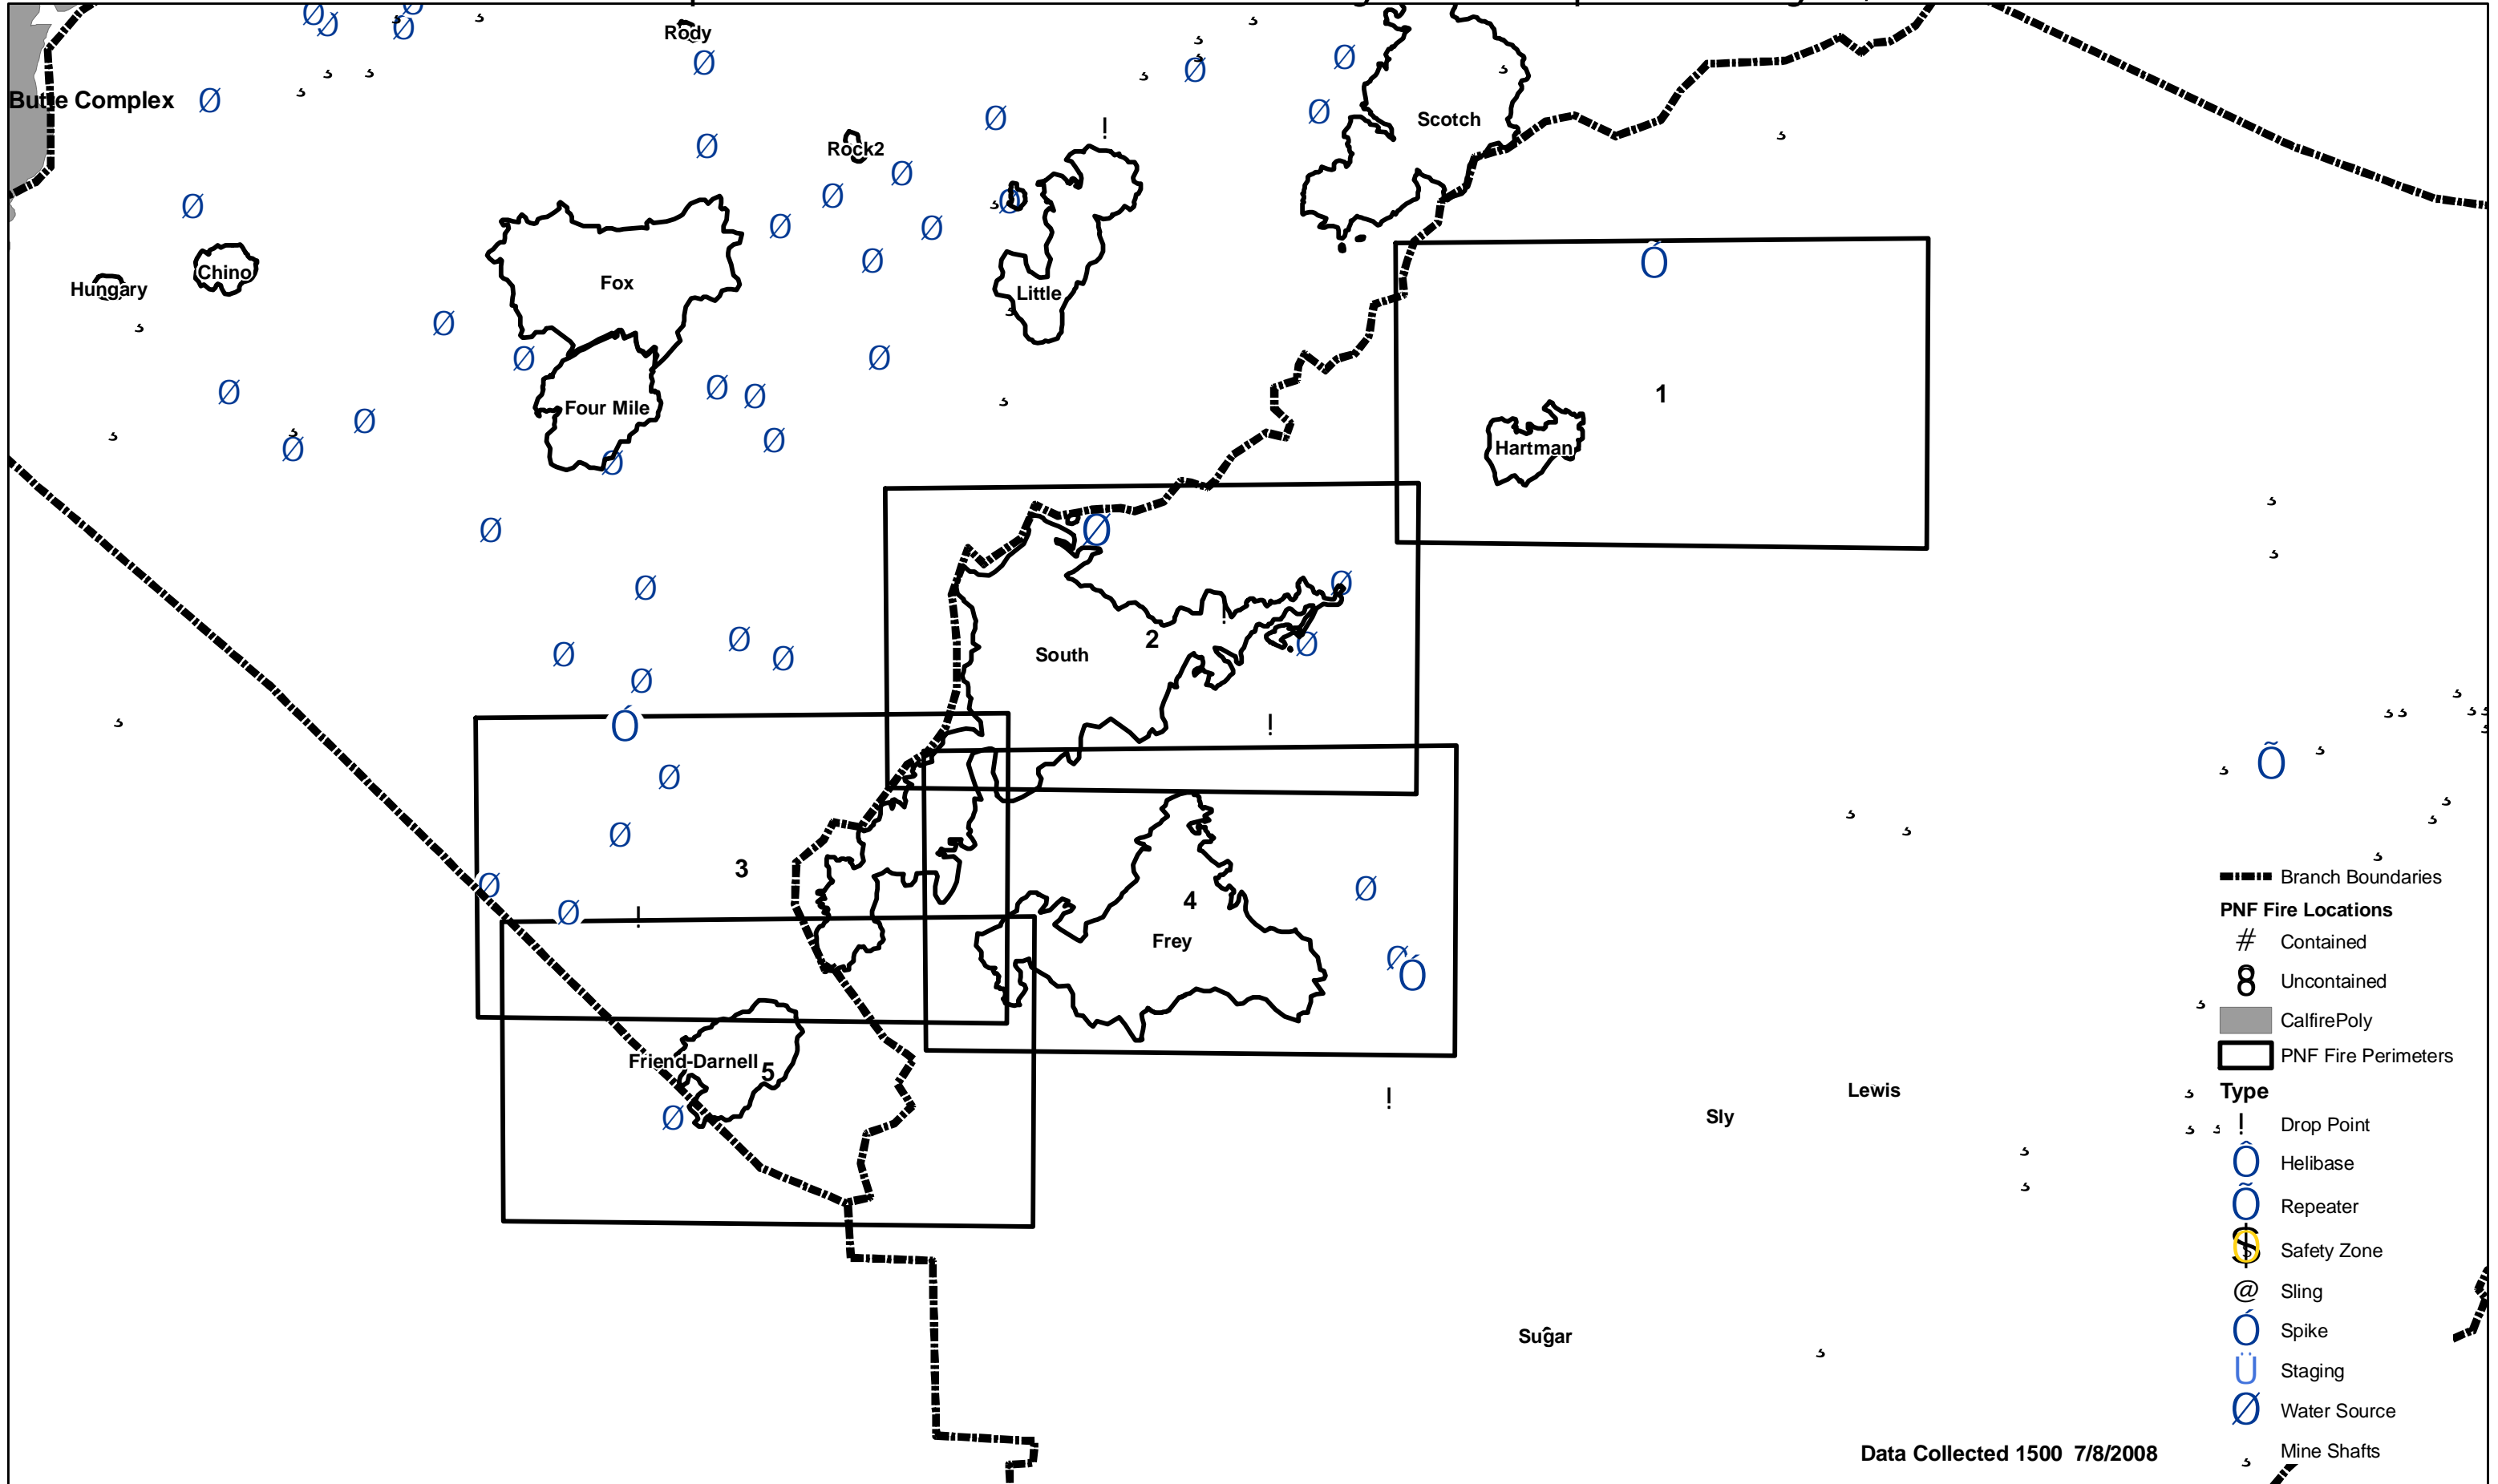 Rody
Butte Complex
Scotch
Rock2
Chino
Hungary
Fox
Little
1
Four Mile
Hartman
2
South
3
4
Frey
Friend-Darnell
5
Lewis
Sly
Sugar
Branch Boundaries
PNF Fire Locations
# Contained
8 Uncontained
CalfirePoly
PNF Fire Perimeters
Type
! Drop Point
Ô Helibase
Õ Repeater
Safety Zone
@ Sling
Ó Spike
Ü Staging
Ø Water Source
Mine Shafts
Data Collected 1500 7/8/2008